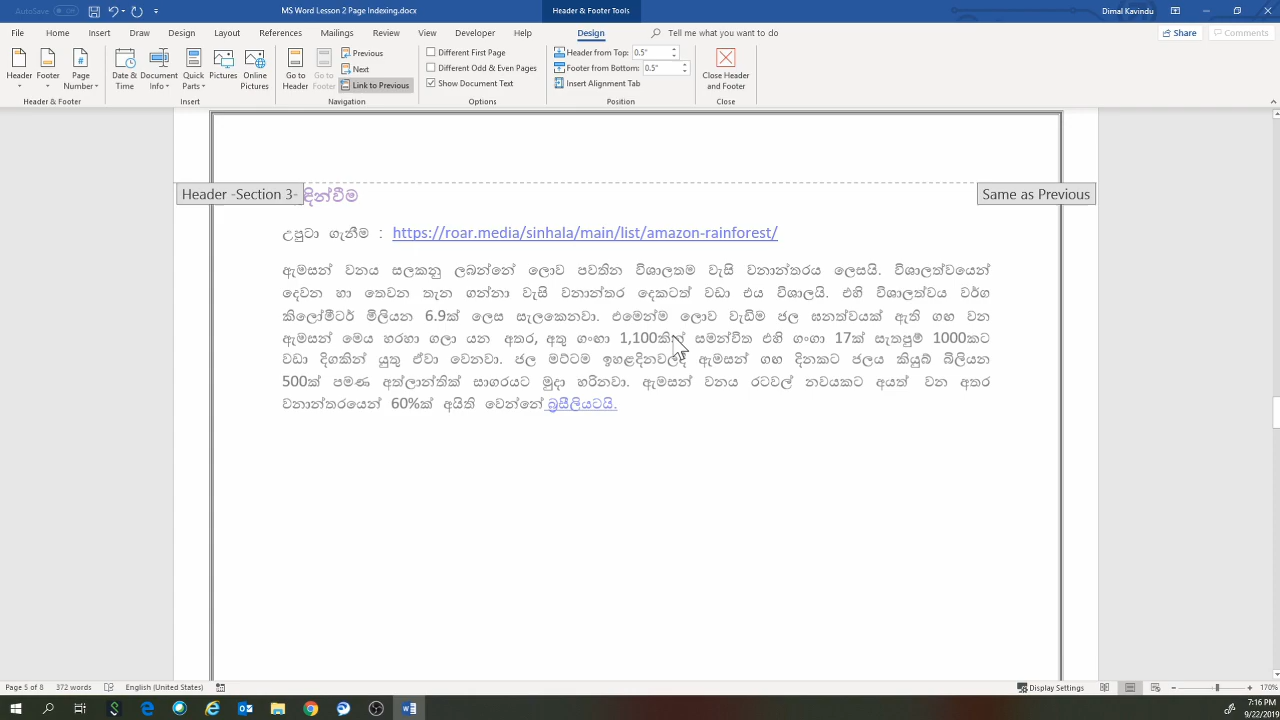 AutoSave Off
MS Word Lesson 2 Page Indexing.docx
Header & Footer Tools
Dimal Kavindu
File Home Insert Draw Design Layout References Mailings Review View Developer Help Design Tell me what you want to do Share Comments
Header Footer Page Number
Header & Footer
Date & Time Document Info Quick Parts Pictures Online Pictures
Insert
Go to Header Go to Footer Previous Next Link to Previous
Navigation
Different First Page
Different Odd & Even Pages
Show Document Text
Options
Header from Top: 0.5"
Footer from Bottom: 0.5"
Insert Alignment Tab
Position
Close Header and Footer
Close
Header -Section 3-
Same as Previous
උපුටා ගැනීම : https://roar.media/sinhala/main/list/amazon-rainforest/
ඇමසන් වනය සලකනු ලබන්නේ ලොව පවතින විශාලතම වැසි වනාන්තරය ලෙසයි. විශාලත්වයෙන්
දෙවන හා තෙවන තැන ගන්නා වැසි වනාන්තර දෙකටත් වඩා එය විශාලයි. එහි විශාලත්වය වර්ග
කිලෝමීටර් මිලියන 6.9ක් ලෙස සැලකෙනවා. එමෙන්ම ලොව වැඩිම ජල ඝනත්වයක් ඇති ගඟ වන
ඇමසන් මෙය හරහා ගලා යන අතර, අතු ගංඟා 1,100කින් සමන්විත එහි ගංගා 17ක් සැතපුම් 1000කට
වඩා දිගකින් යුතු ඒවා වෙනවා. ජල මට්ටම ඉහළදිනවලදී ඇමසන් ගඟ දිනකට ජලය කියුබ් බිලියන
500ක් පමණ අත්ලාන්තික් සාගරයට මුදා හරිනවා. ඇමසන් වනය රටවල් නවයකට අයත් වන අතර
වනාන්තරයෙන් 60%ක් අයිති වෙන්නේ බ්‍රසීලියටයි.
Page 5 of 8 372 words English (United States) Display Settings 170%
7:16 PM
9/22/2019